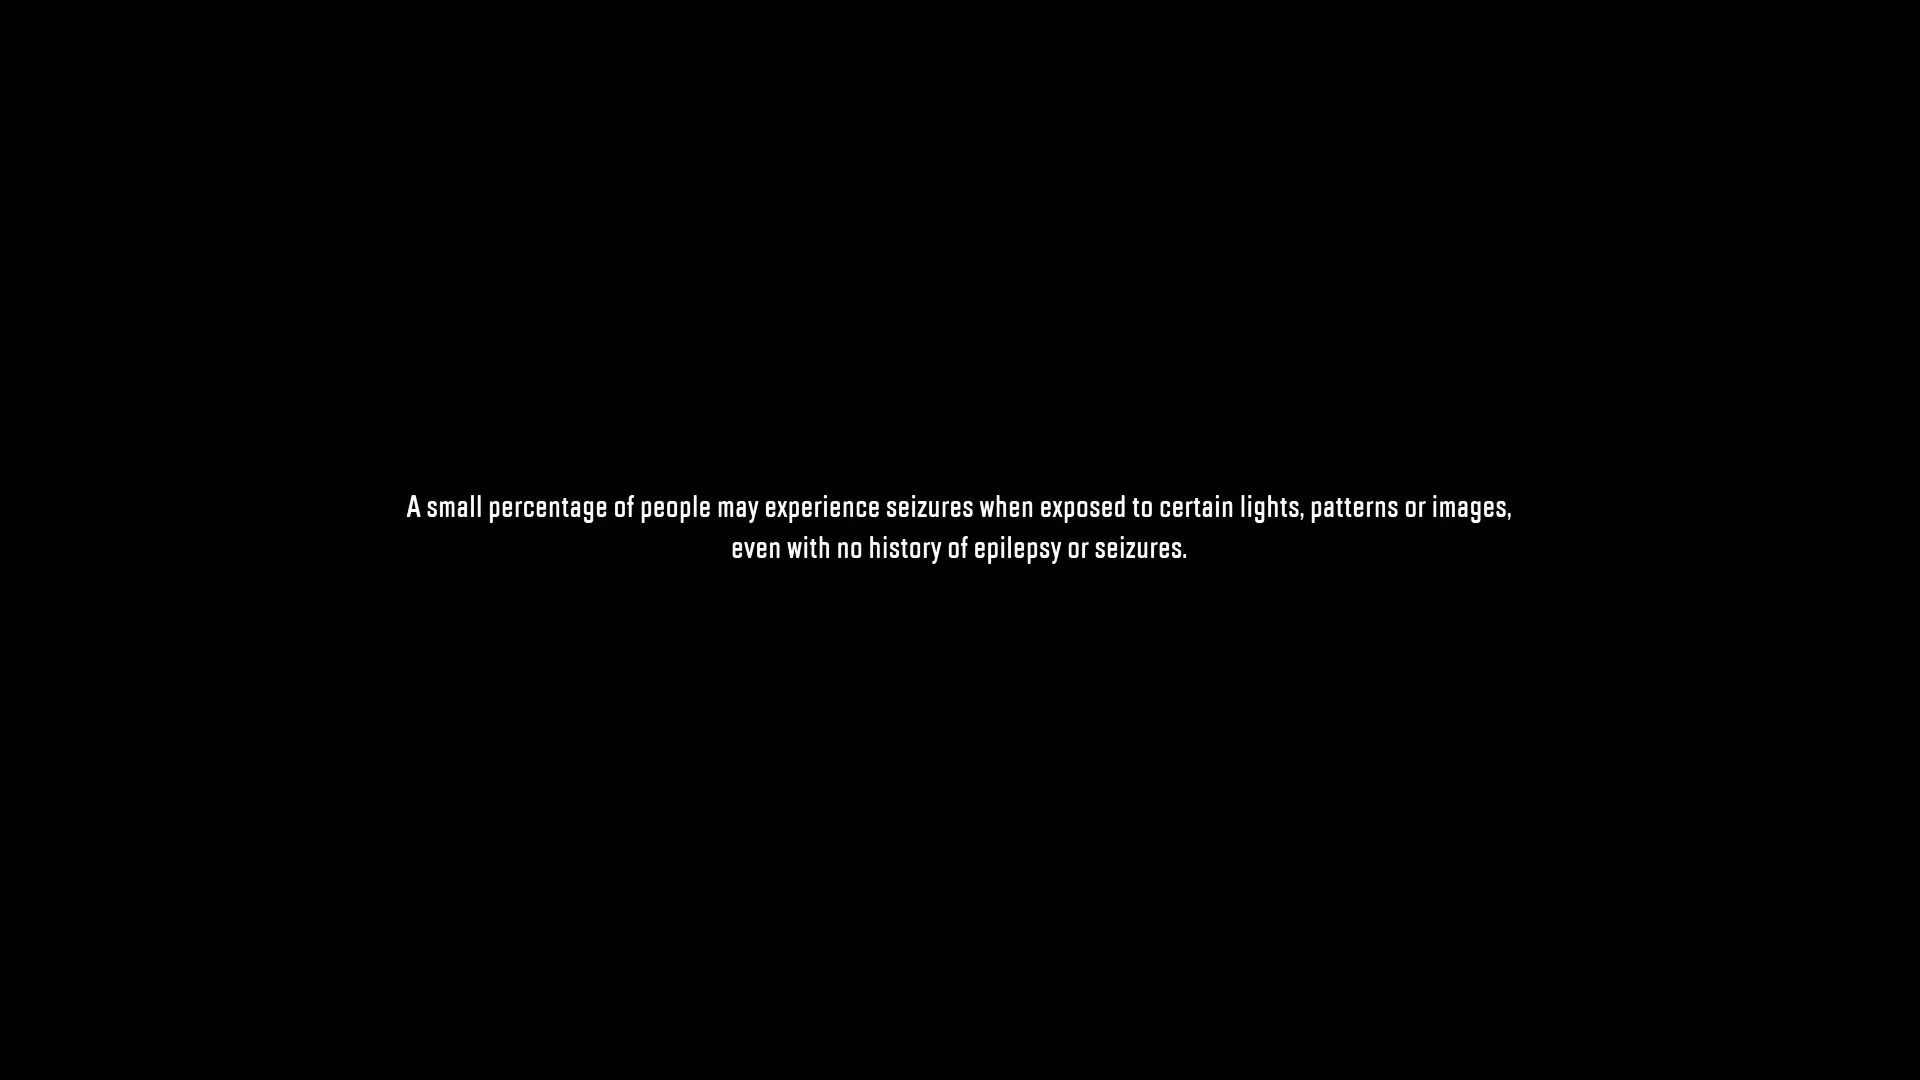 A small percentage of people may experience seizures when exposed to certain lights, patterns or images,
even with no history of epilepsy or seizures.